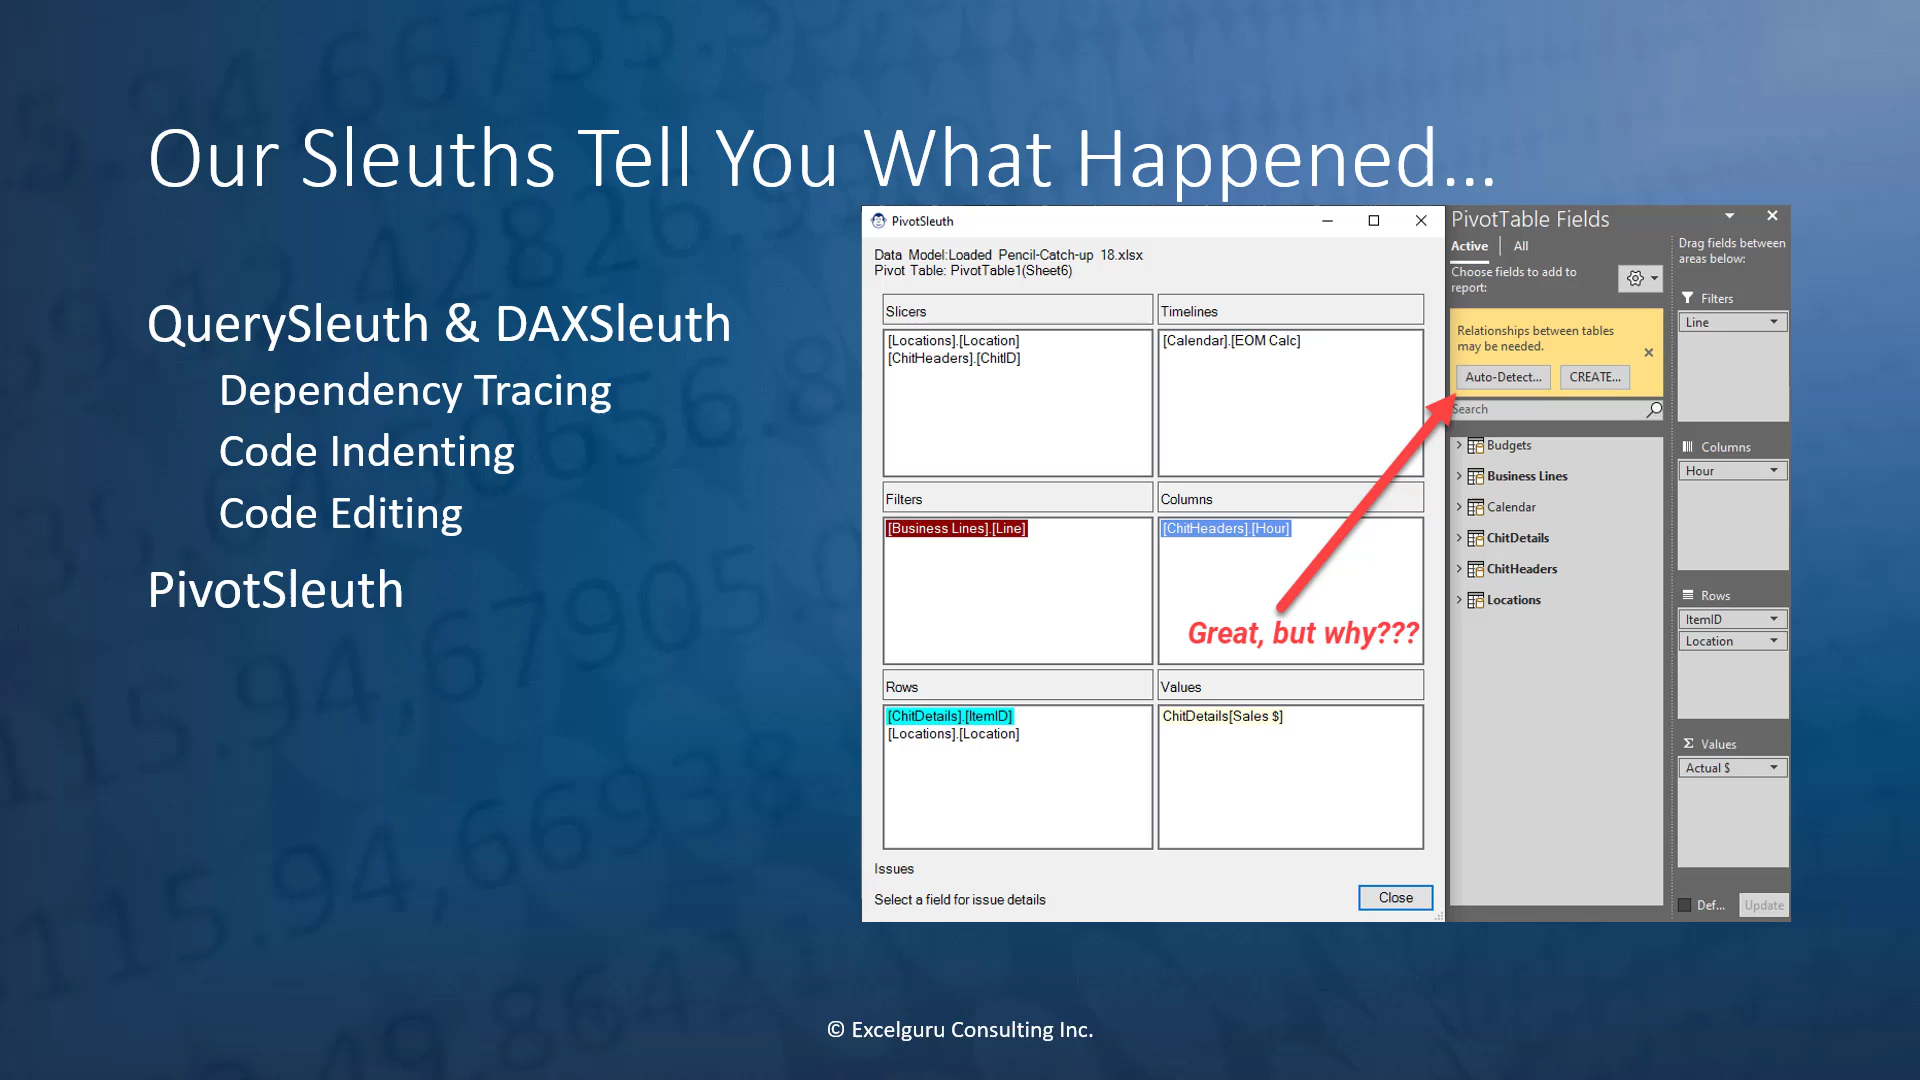 Our Sleuths Tell You What Happened...
QuerySleuth & DAXSleuth
Dependency Tracing
Code Indenting
Code Editing
PivotSleuth
PivotSleuth
Data Model:Loaded Pencil-Catch-up 18.xlsx
Pivot Table: PivotTable1(Sheet6)
Slicers
[Locations].[Location]
[ChitHeaders].[ChitID]
Timelines
[Calendar].[EOM Calc]
Filters
[Business Lines].[Line]
Columns
[ChitHeaders].[Hour]
Great, but why???
Rows
[ChitDetails].[ItemID]
[Locations].[Location]
Values
ChitDetails[Sales $]
Issues
Select a field for issue details
Close
PivotTable Fields
Active
All
Choose fields to add to
report:
Relationships between tables
may be needed.
Auto-Detect...
CREATE...
Search
Budgets
Business Lines
Calendar
ChitDetails
ChitHeaders
Locations
Drag fields between
areas below:
Filters
Line
Columns
Hour
Rows
ItemID
Location
Σ Values
Actual $
Def...
Update
© Excelguru Consulting Inc.